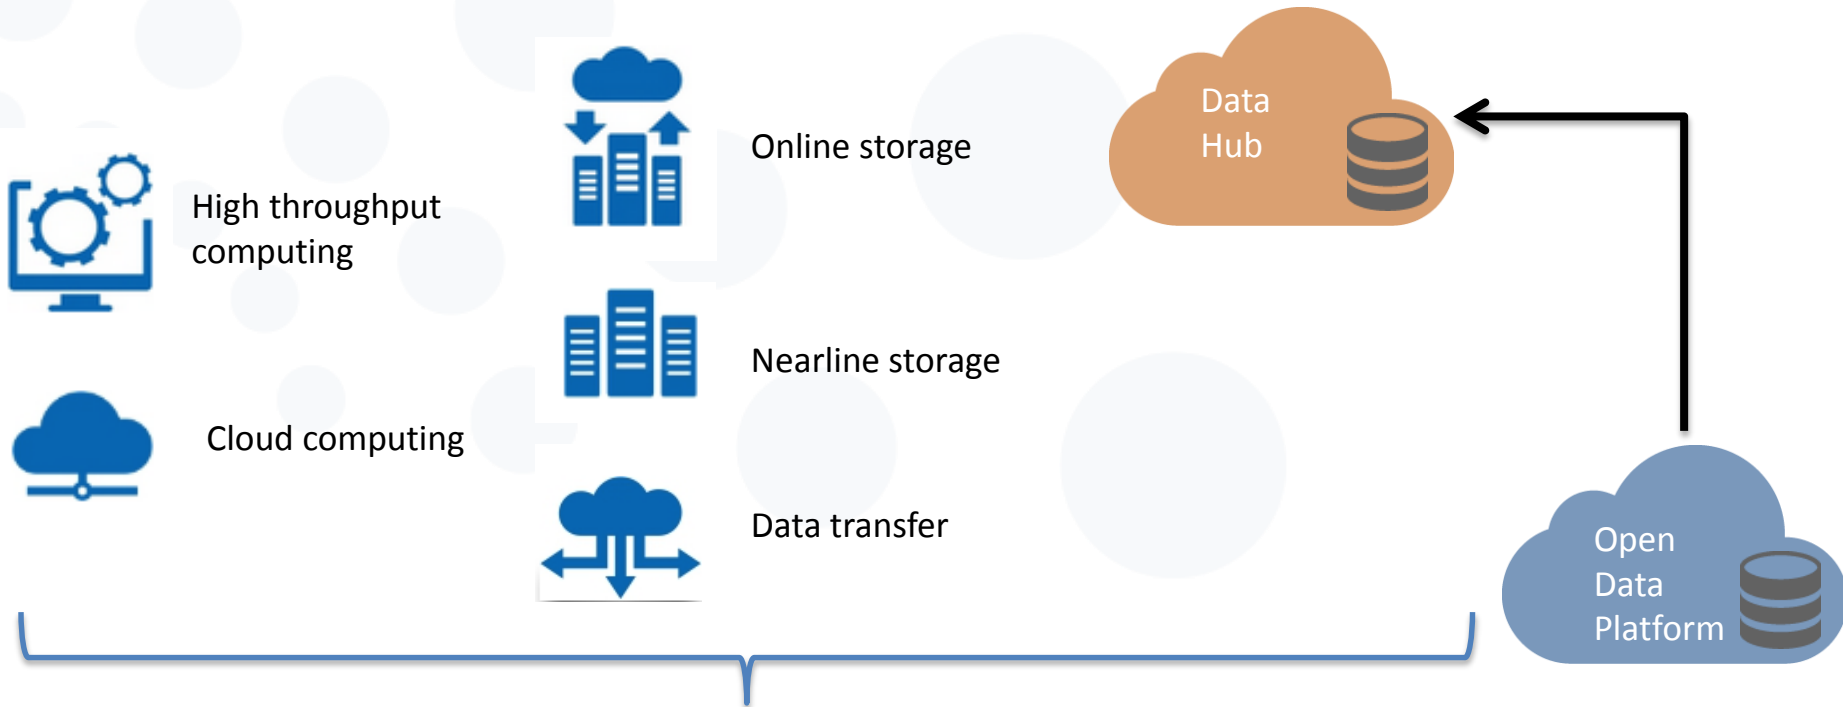 High throughput
computing
Cloud computing
Online storage
Nearline storage
Data transfer
Data
Hub
Open
Data
Platform